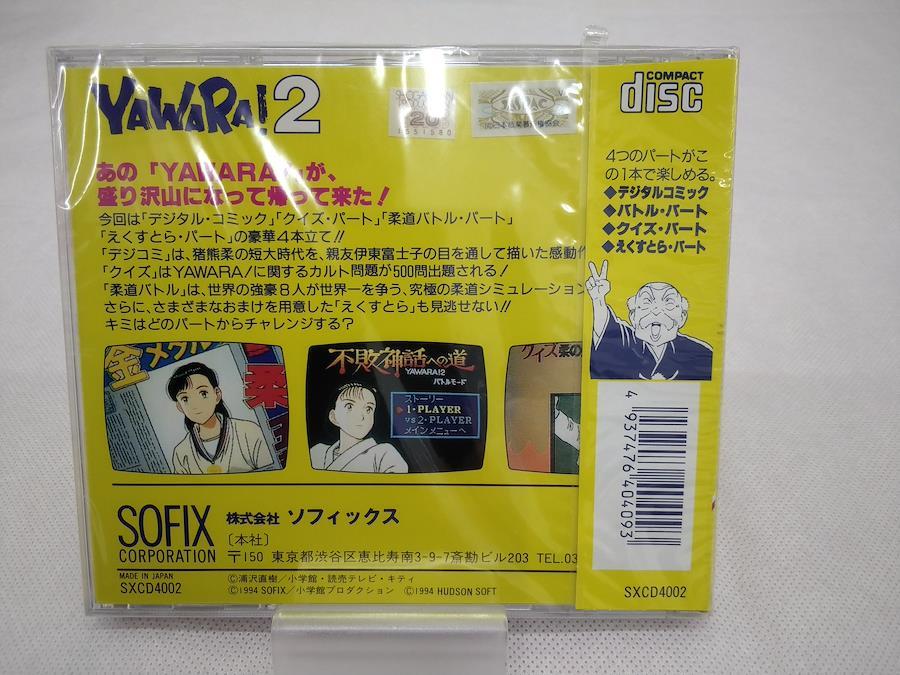 YAWARA!2
あの「YAWARA!」が、
盛り沢山になって帰って来た!
今回は「デジタル・コミック」「クイズ・パート」「柔道バトル・パート」
「えくすとら・パート」の豪華4本立て!!
「デジコミ」は、猪熊柔の短大時代を、親友伊東富士子の目を通して描いた感動
「クイズ」はYAWARA!に関するカルト問題が500問出題される!
「柔道バトル」は、世界の強豪8人が世界一を争う、究極の柔道シミュレーション
さらに、さまざまなおまけを用意した「えくすとら」も見逃せない!!
キミはどのパートからチャレンジする?
金メダル
柔
不敗神話への道
YAWARA!2
バトルモード
ストーリー
1・PLAYER
vs 2・PLAYER
メインメニューへ
クイズ柔の
SOFIX
CORPORATION
株式会社 ソフィックス
〔本社〕
〒150 東京都渋谷区恵比寿南3-9-7斎勘ビル203 TEL.03
MADE IN JAPAN
SXCD4002
©浦沢直樹/小学館・読売テレビ・キティ
©1994 SOFIX/小学館プロダクション ©1994 HUDSON SOFT
COMPACT
disc
4つのパートがこ
の1本で楽しめる。
◆デジタルコミック
◆バトル・パート
◆クイズ・パート
◆えくすとら・パート
4937476404093
SXCD4002